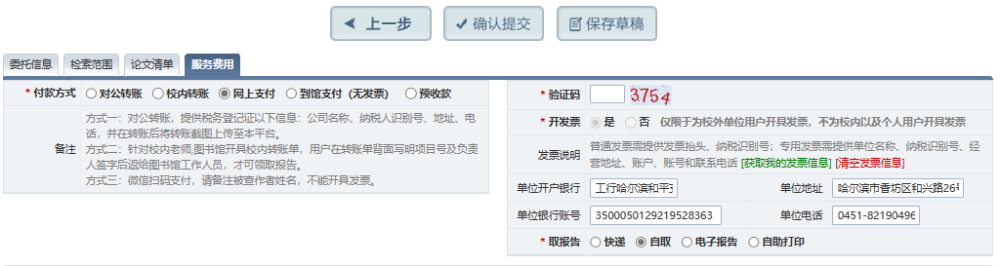 上一步
确认提交
保存草稿
委托信息 检索范围 论文清单 服务费用
* 付款方式 对公转账 校内转账 网上支付 到馆支付 (无发票) 预收款
备注
方式一：对公转账，提供税务登记证以下信息：公司名称、纳税人识别号、地址、电
话，并在转账后将转账截图上传至本平台。
方式二：针对校内老师,图书馆开具校内转账单，用户在转账单背面写明项目号及负责
人签字后返给图书馆工作人员，才可领取报告。
方式三：微信扫码支付，请备注被查作者姓名，不能开具发票。
* 验证码 3754
* 开发票 是 否 仅限于为校外单位用户开具发票，不为校内以及个人用户开具发票
发票说明
普通发票需提供发票抬头、纳税识别号；专用发票需提供单位名称、纳税识别号、经
营地址、账户、账号和联系电话 [获取我的发票信息] [清空发票信息]
单位开户银行 工行哈尔滨和平支 单位地址 哈尔滨市香坊区和兴路26号
单位银行账号 3500050129219528363 单位电话 0451-82190496
* 取报告 快递 自取 电子报告 自助打印